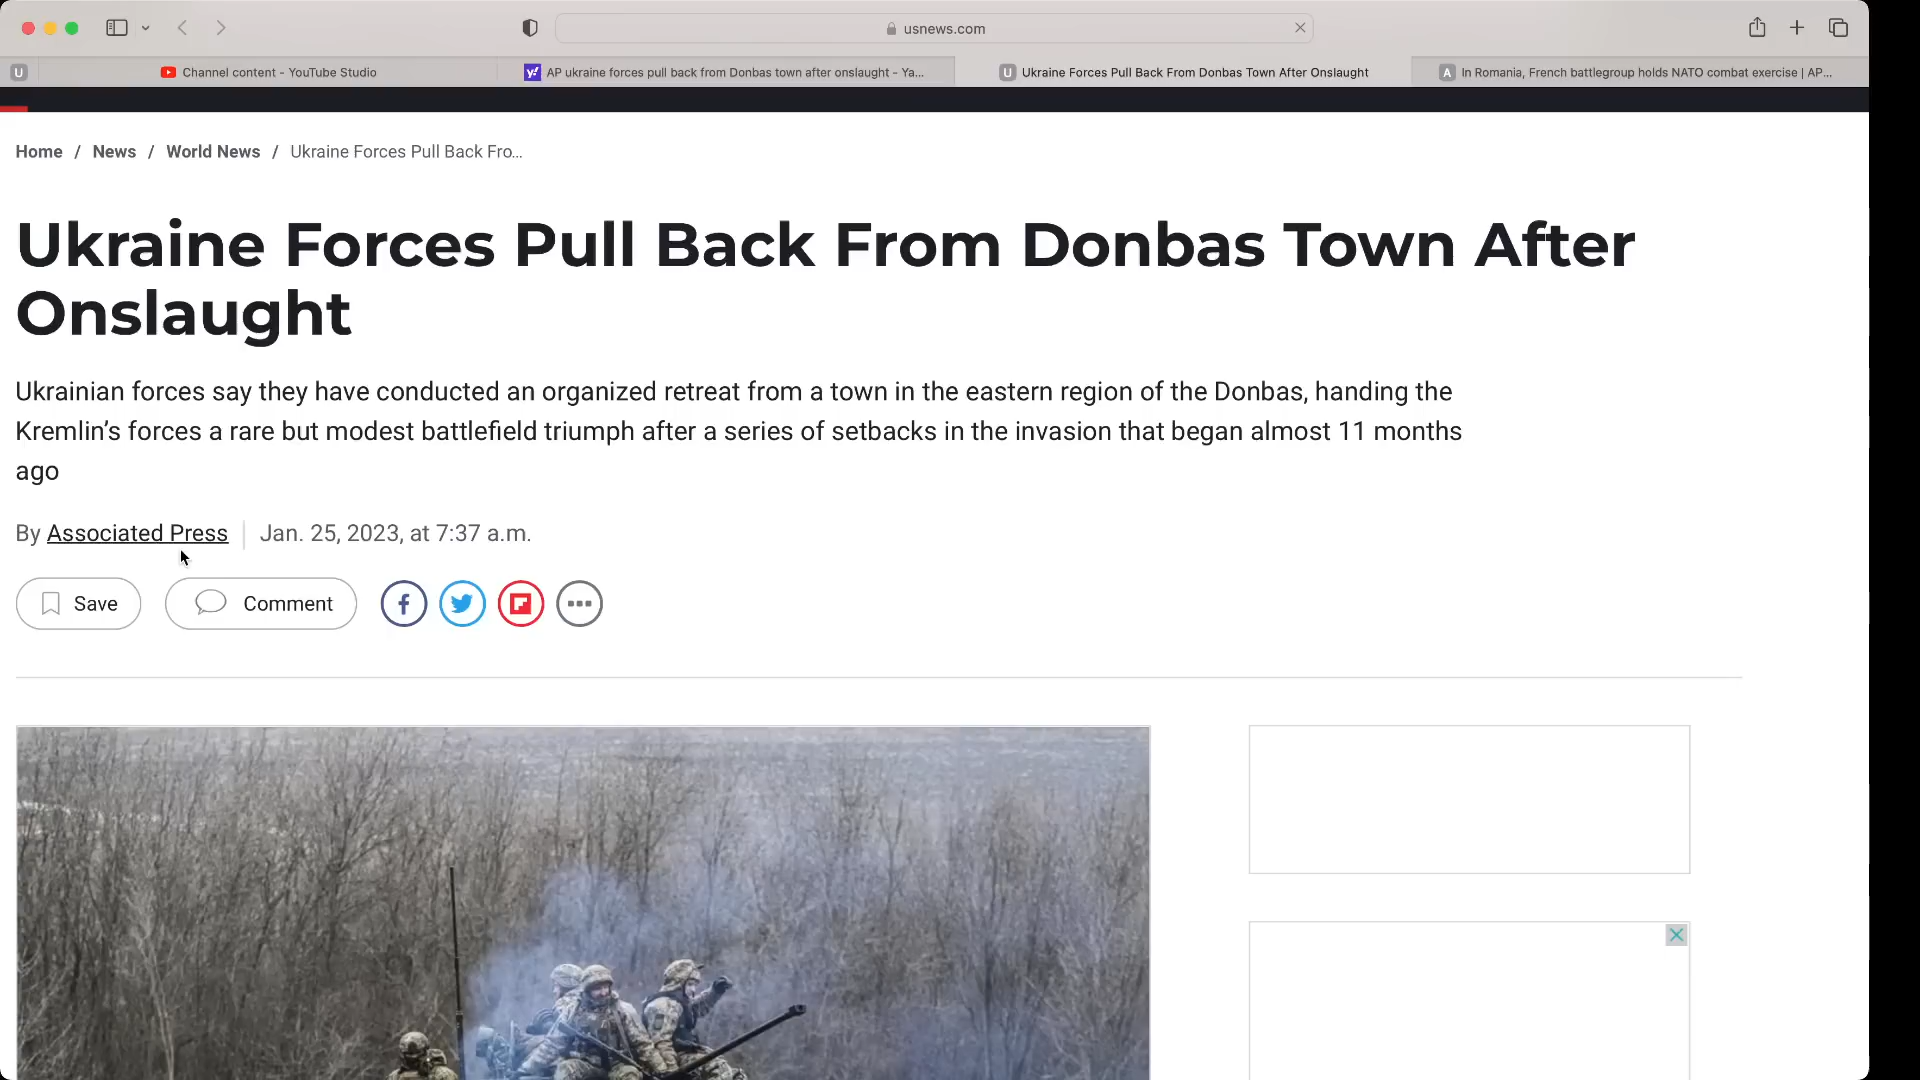 usnews.com
U
Channel content - YouTube Studio
AP ukraine forces pull back from Donbas town after onslaught - Ya...
U Ukraine Forces Pull Back From Donbas Town After Onslaught
A In Romania, French battlegroup holds NATO combat exercise | AP...
Home / News / World News / Ukraine Forces Pull Back Fro...
Ukraine Forces Pull Back From Donbas Town After
Onslaught
Ukrainian forces say they have conducted an organized retreat from a town in the eastern region of the Donbas, handing the
Kremlin’s forces a rare but modest battlefield triumph after a series of setbacks in the invasion that began almost 11 months
ago
By Associated Press | Jan. 25, 2023, at 7:37 a.m.
Save
Comment